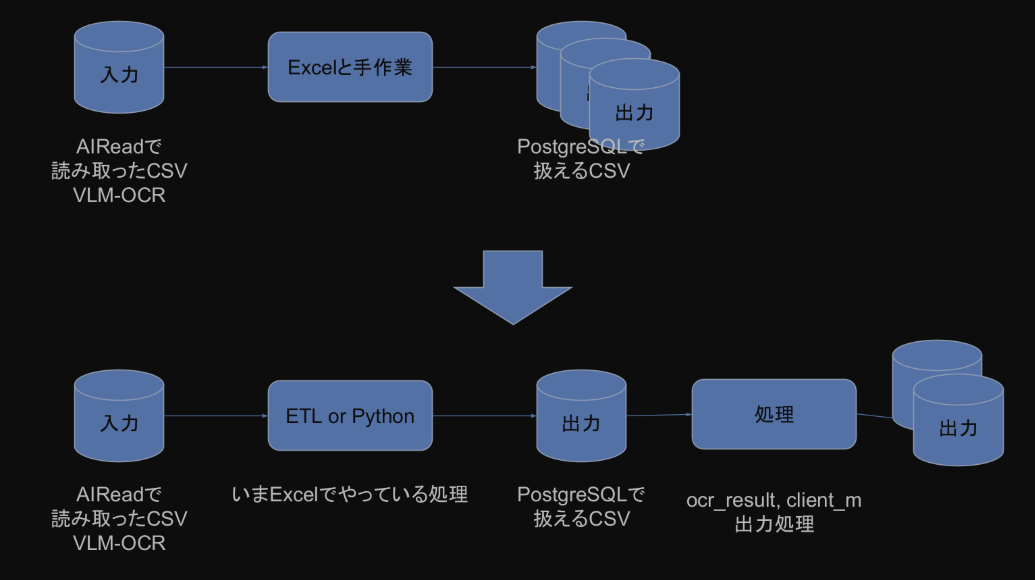 入力
Excelと手作業
出力
AIReadで
読み取ったCSV
VLM-OCR
PostgreSQLで
扱えるCSV
入力
ETL or Python
出力
処理
出力
AIReadで
読み取ったCSV
VLM-OCR
いまExcelでやっている処理
PostgreSQLで
扱えるCSV
ocr_result, client_m
出力処理